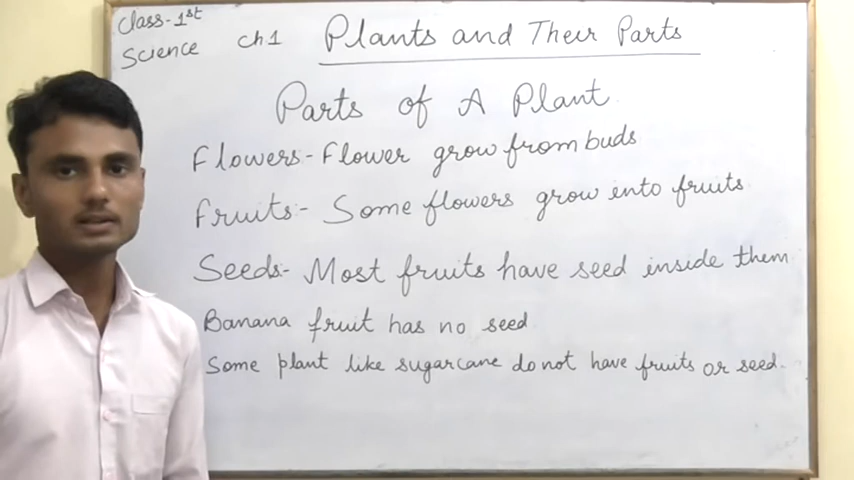 Class-1st
Science ch1 Plants and Their Parts
Parts of A Plant
Flowers- Flower grow from buds
Fruits- Some flowers grow into fruits
Seeds- Most fruits have seed inside them
Banana fruit has no seed
Some plant like sugarcane do not have fruits or seed.